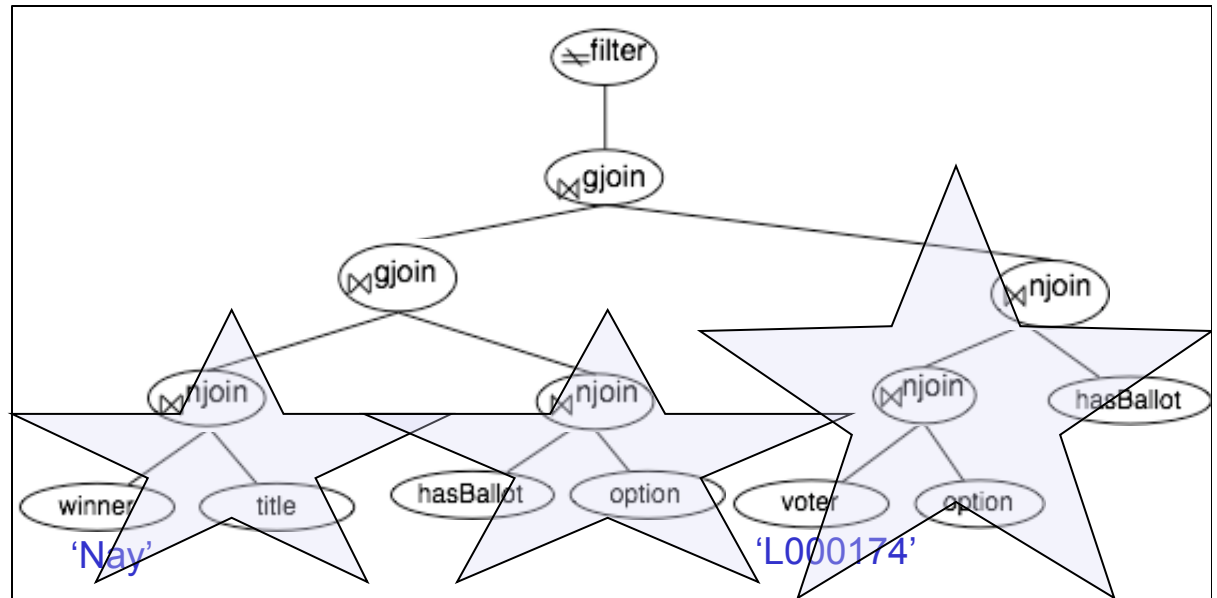 ≠filter
⋈gjoin
⋈gjoin
⋈njoin
⋈njoin
⋈njoin
⋈njoin
hasBallot
winner
title
hasBallot
option
voter
option
‘Nay’
‘L000174’